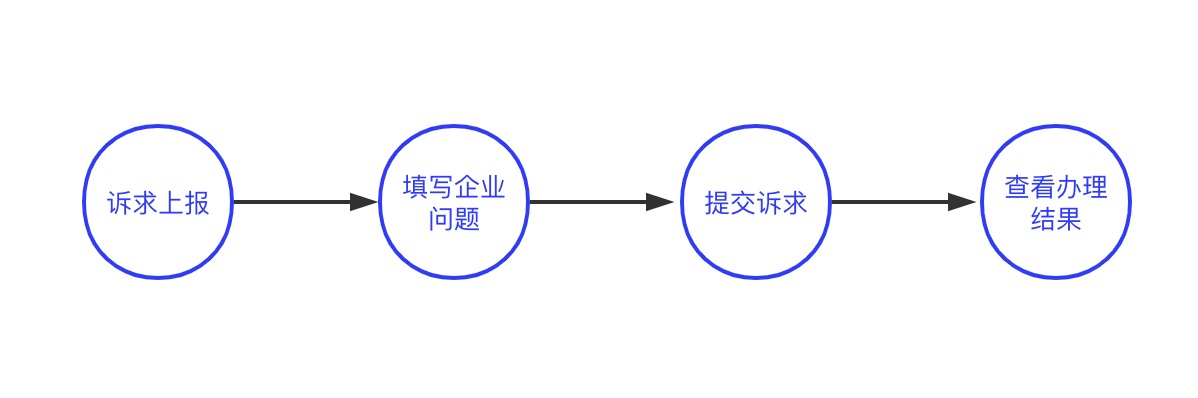 诉求上报
填写企业
问题
提交诉求
查看办理
结果